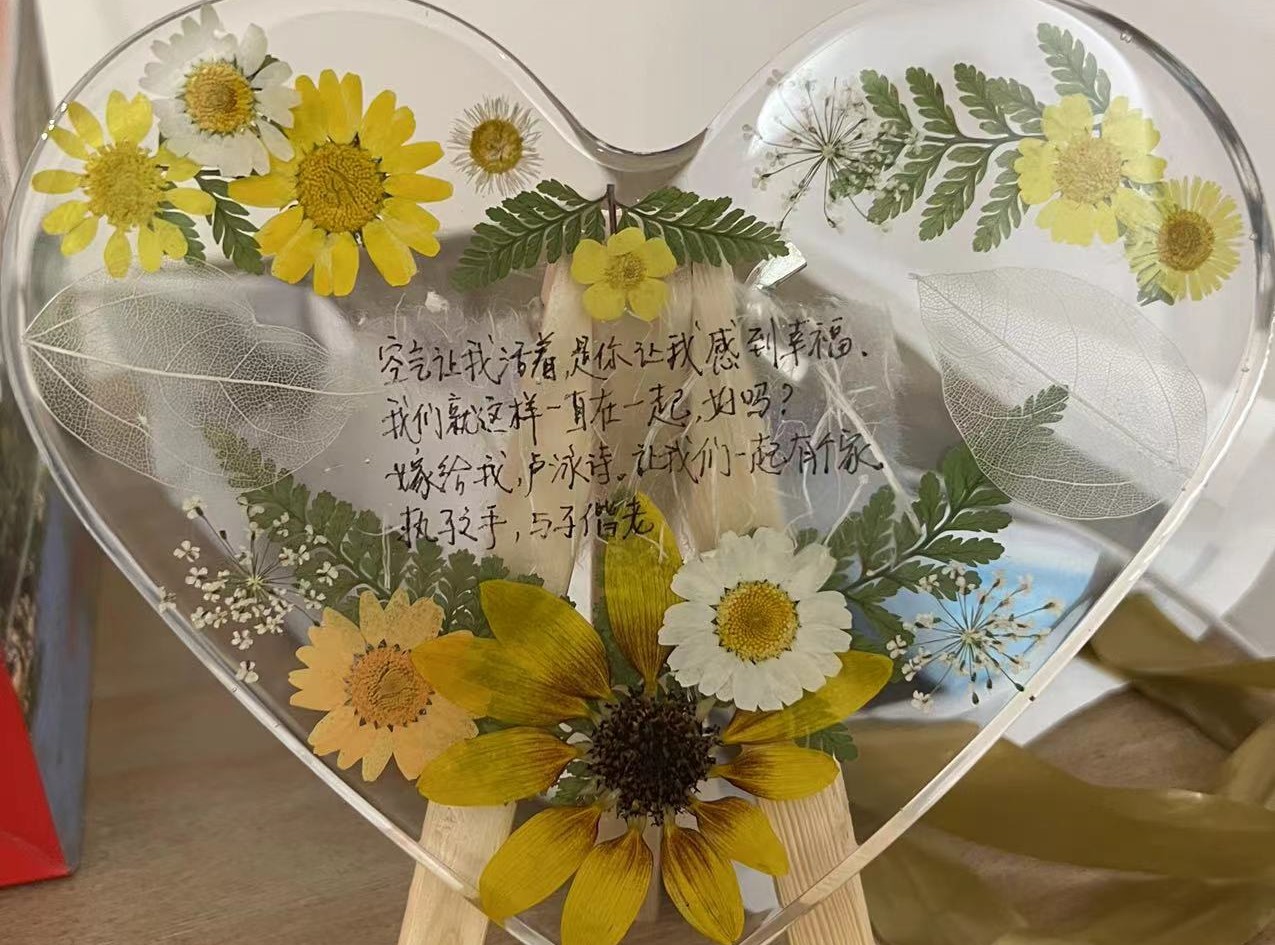 空气让我活着,是你让我感到幸福.
我们就这样一直在一起,好吗?
嫁给我,卢泳诗。让我们一起有个家
执子之手,与子偕老